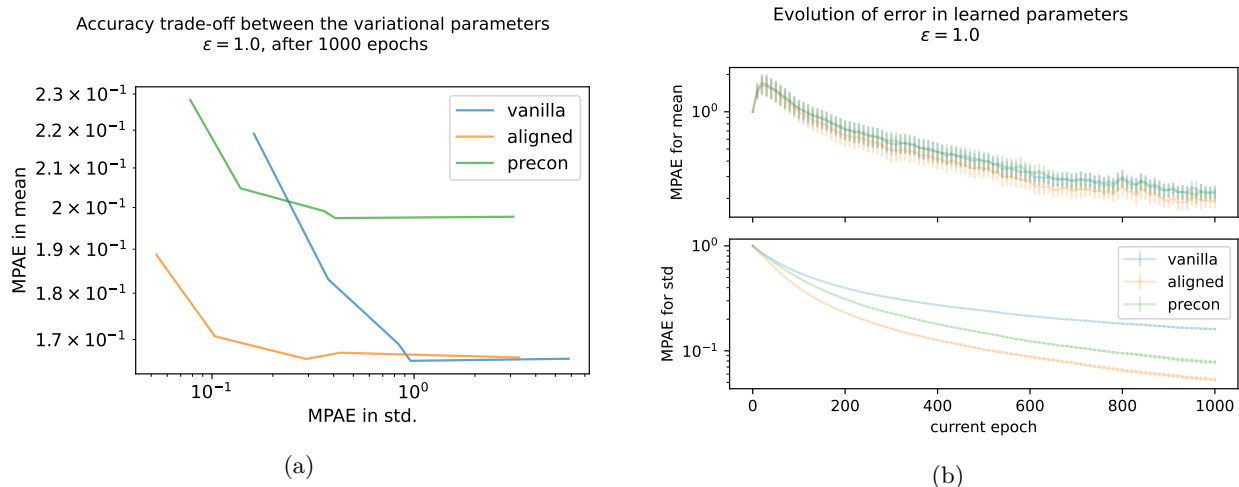 Accuracy trade-off between the variational parameters
ε = 1.0, after 1000 epochs
2.3 × 10⁻¹
2.2 × 10⁻¹
2.1 × 10⁻¹
2 × 10⁻¹
1.9 × 10⁻¹
1.8 × 10⁻¹
1.7 × 10⁻¹
MPAE in mean
vanilla
aligned
precon
10⁻¹
10⁰
MPAE in std.
(a)
Evolution of error in learned parameters
ε = 1.0
MPAE for mean
10⁰
MPAE for std
10⁰
10⁻¹
vanilla
aligned
precon
0
200
400
600
800
1000
current epoch
(b)